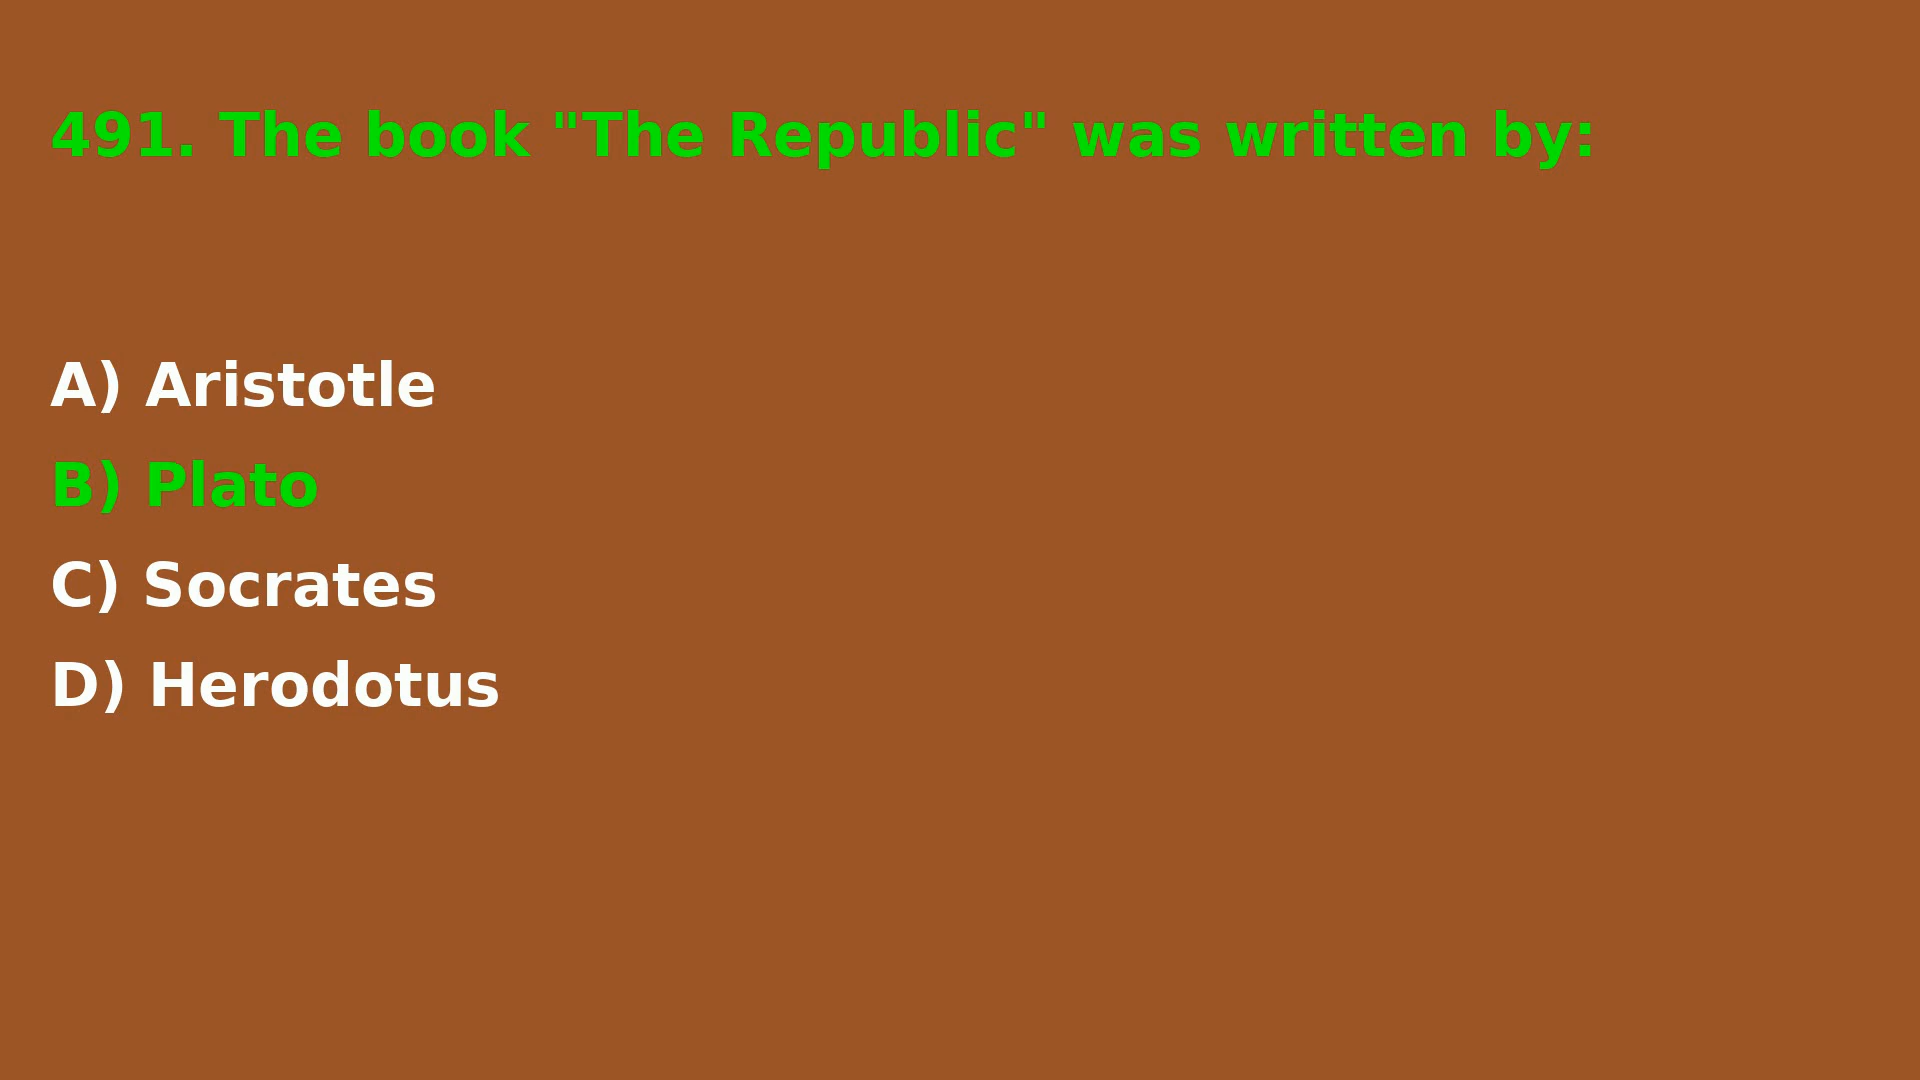 491. The book "The Republic" was written by:
A) Aristotle
B) Plato
C) Socrates
D) Herodotus